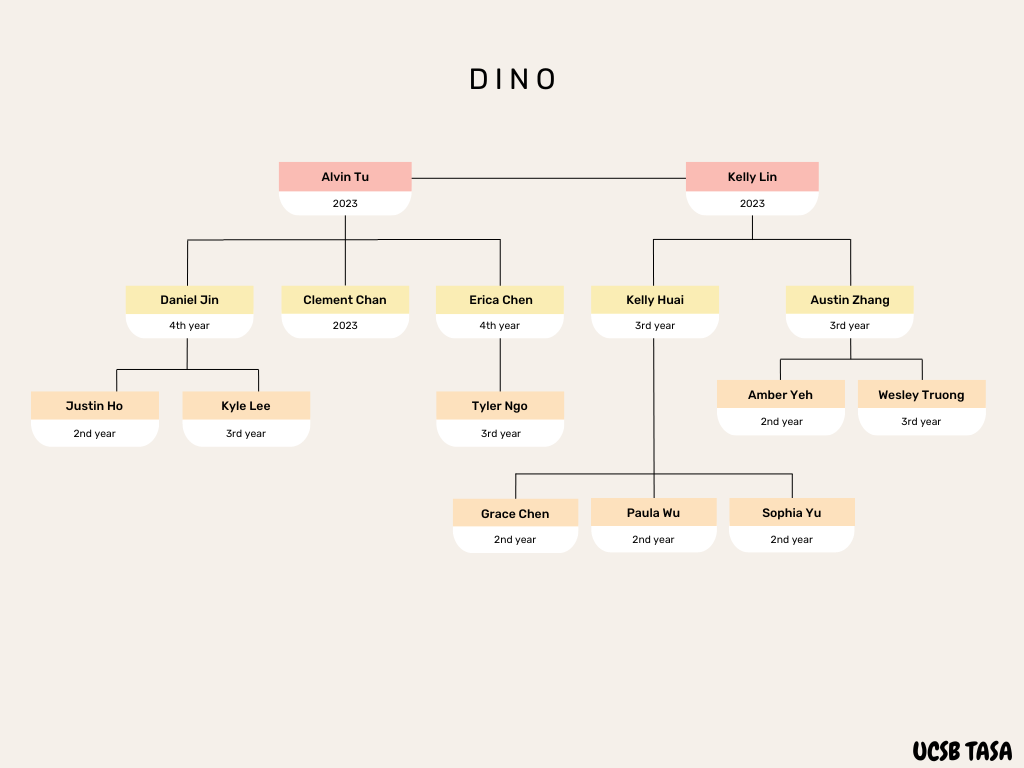 DINO
Alvin Tu
2023
Kelly Lin
2023
Daniel Jin
4th year
Clement Chan
2023
Erica Chen
4th year
Kelly Huai
3rd year
Austin Zhang
3rd year
Justin Ho
2nd year
Kyle Lee
3rd year
Tyler Ngo
3rd year
Amber Yeh
2nd year
Wesley Truong
3rd year
Grace Chen
2nd year
Paula Wu
2nd year
Sophia Yu
2nd year
UCSB TASA